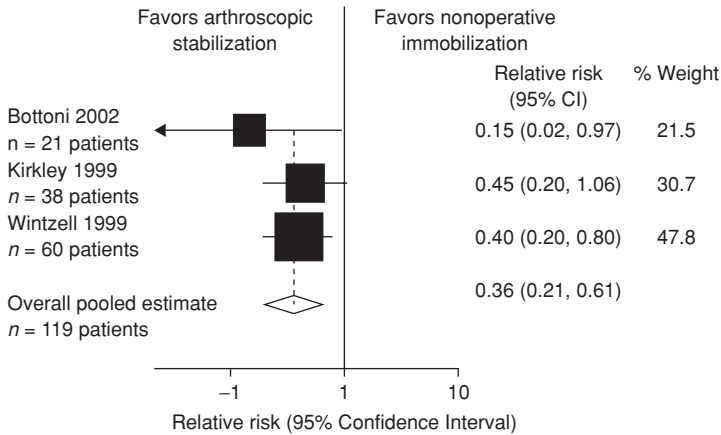 Favors arthroscopic stabilization
Favors nonoperative immobilization
Relative risk (95% CI)
% Weight
Bottoni 2002
n = 21 patients
0.15 (0.02, 0.97)
21.5
Kirkley 1999
n = 38 patients
0.45 (0.20, 1.06)
30.7
Wintzell 1999
n = 60 patients
0.40 (0.20, 0.80)
47.8
Overall pooled estimate
n = 119 patients
0.36 (0.21, 0.61)
−1
1
10
Relative risk (95% Confidence Interval)